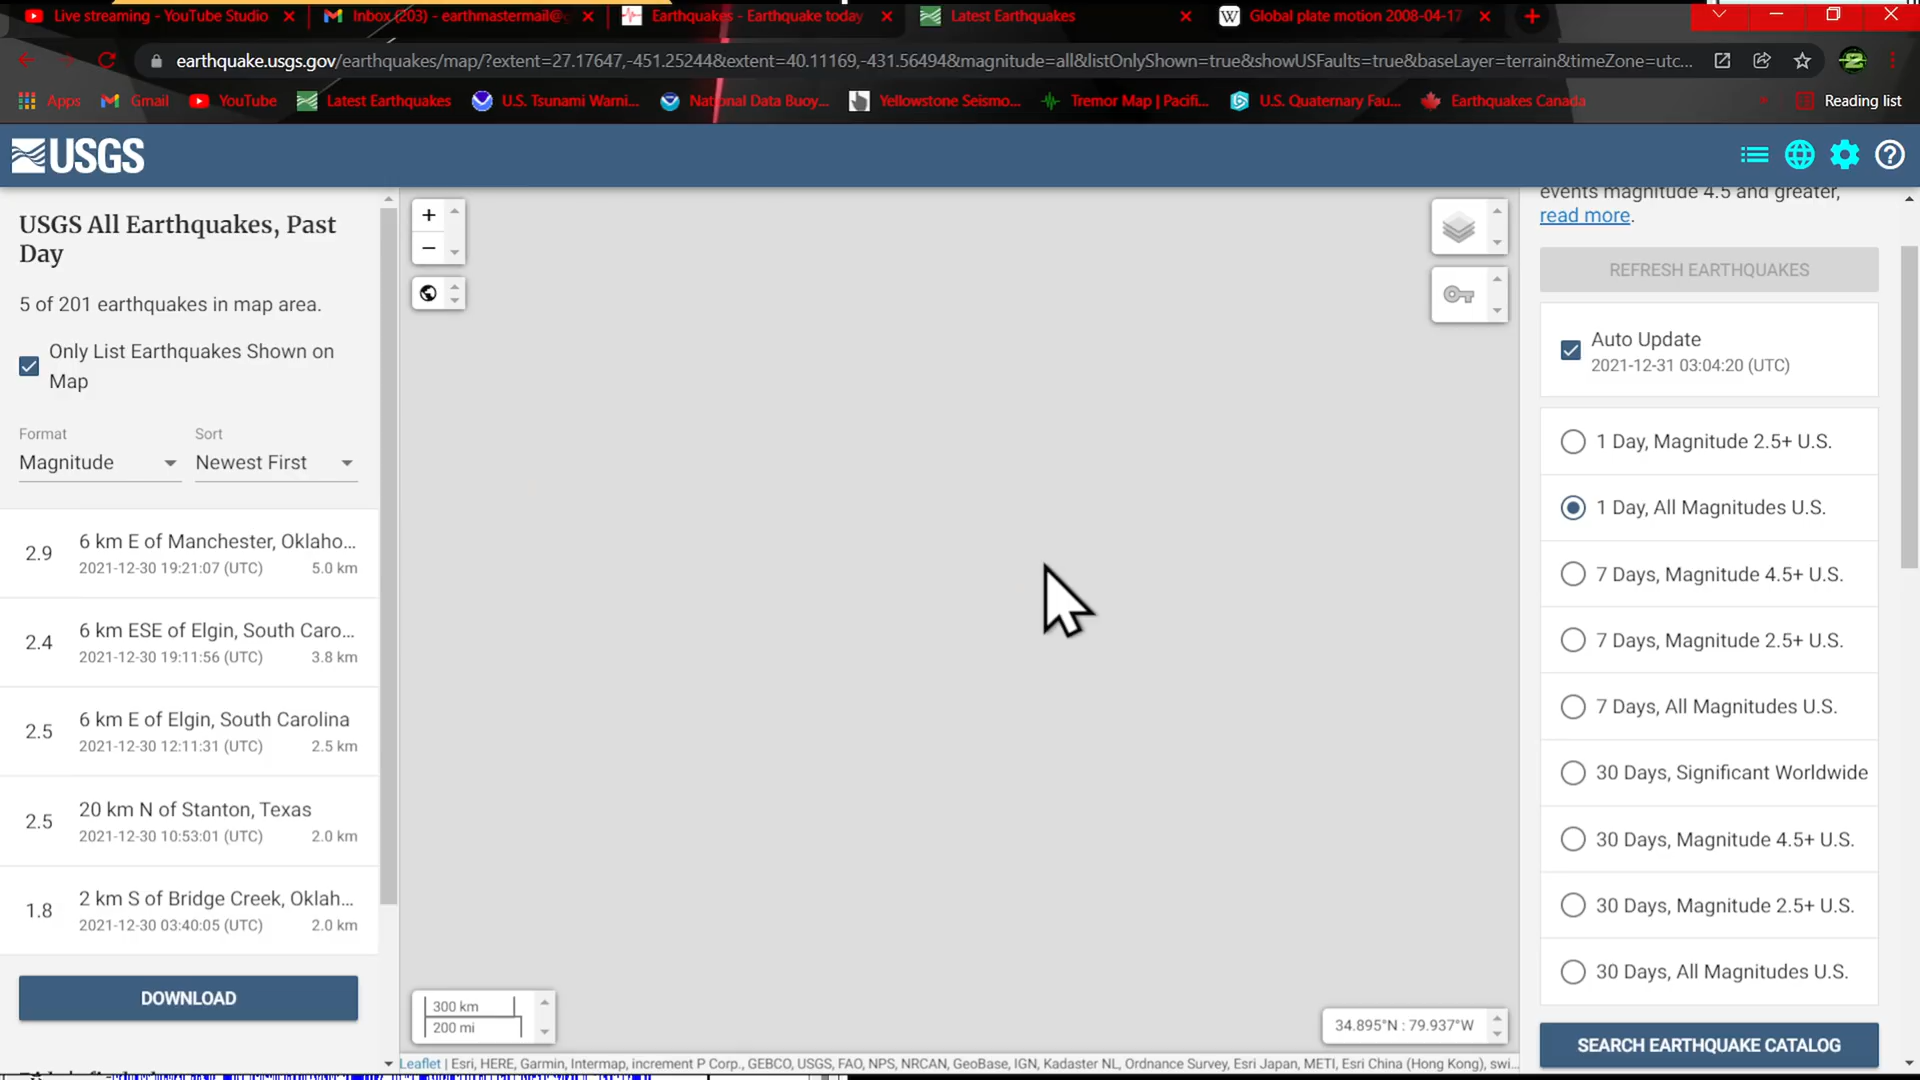 Live streaming - YouTube Studio
Inbox (203) - earthmastermail@
Earthquakes - Earthquake today
Latest Earthquakes
Global plate motion 2008-04-17
earthquake.usgs.gov/earthquakes/map/?extent=27.17647,-451.25244&extent=40.11169,-431.56494&magnitude=all&listOnlyShown=true&showUSFaults=true&baseLayer=terrain&timeZone=utc...
Apps
Gmail
YouTube
Latest Earthquakes
U.S. Tsunami Warni...
National Data Buoy...
Yellowstone Seismo...
Tremor Map | Pacifi...
U.S. Quaternary Fau...
Earthquakes Canada
Reading list
USGS
USGS All Earthquakes, Past
Day
5 of 201 earthquakes in map area.
Only List Earthquakes Shown on
Map
Format
Sort
Magnitude
Newest First
2.9
6 km E of Manchester, Oklaho...
2021-12-30 19:21:07 (UTC)
5.0 km
2.4
6 km ESE of Elgin, South Caro...
2021-12-30 19:11:56 (UTC)
3.8 km
2.5
6 km E of Elgin, South Carolina
2021-12-30 12:11:31 (UTC)
2.5 km
2.5
20 km N of Stanton, Texas
2021-12-30 10:53:01 (UTC)
2.0 km
1.8
2 km S of Bridge Creek, Oklah...
2021-12-30 03:40:05 (UTC)
2.0 km
DOWNLOAD
+
−
300 km
200 mi
34.895°N : 79.937°W
Leaflet | Esri, HERE, Garmin, Intermap, increment P Corp., GEBCO, USGS, FAO, NPS, NRCAN, GeoBase, IGN, Kadaster NL, Ordnance Survey, Esri Japan, METI, Esri China (Hong Kong), swi...
events magnitude 4.5 and greater,
read more.
REFRESH EARTHQUAKES
Auto Update
2021-12-31 03:04:20 (UTC)
1 Day, Magnitude 2.5+ U.S.
1 Day, All Magnitudes U.S.
7 Days, Magnitude 4.5+ U.S.
7 Days, Magnitude 2.5+ U.S.
7 Days, All Magnitudes U.S.
30 Days, Significant Worldwide
30 Days, Magnitude 4.5+ U.S.
30 Days, Magnitude 2.5+ U.S.
30 Days, All Magnitudes U.S.
SEARCH EARTHQUAKE CATALOG